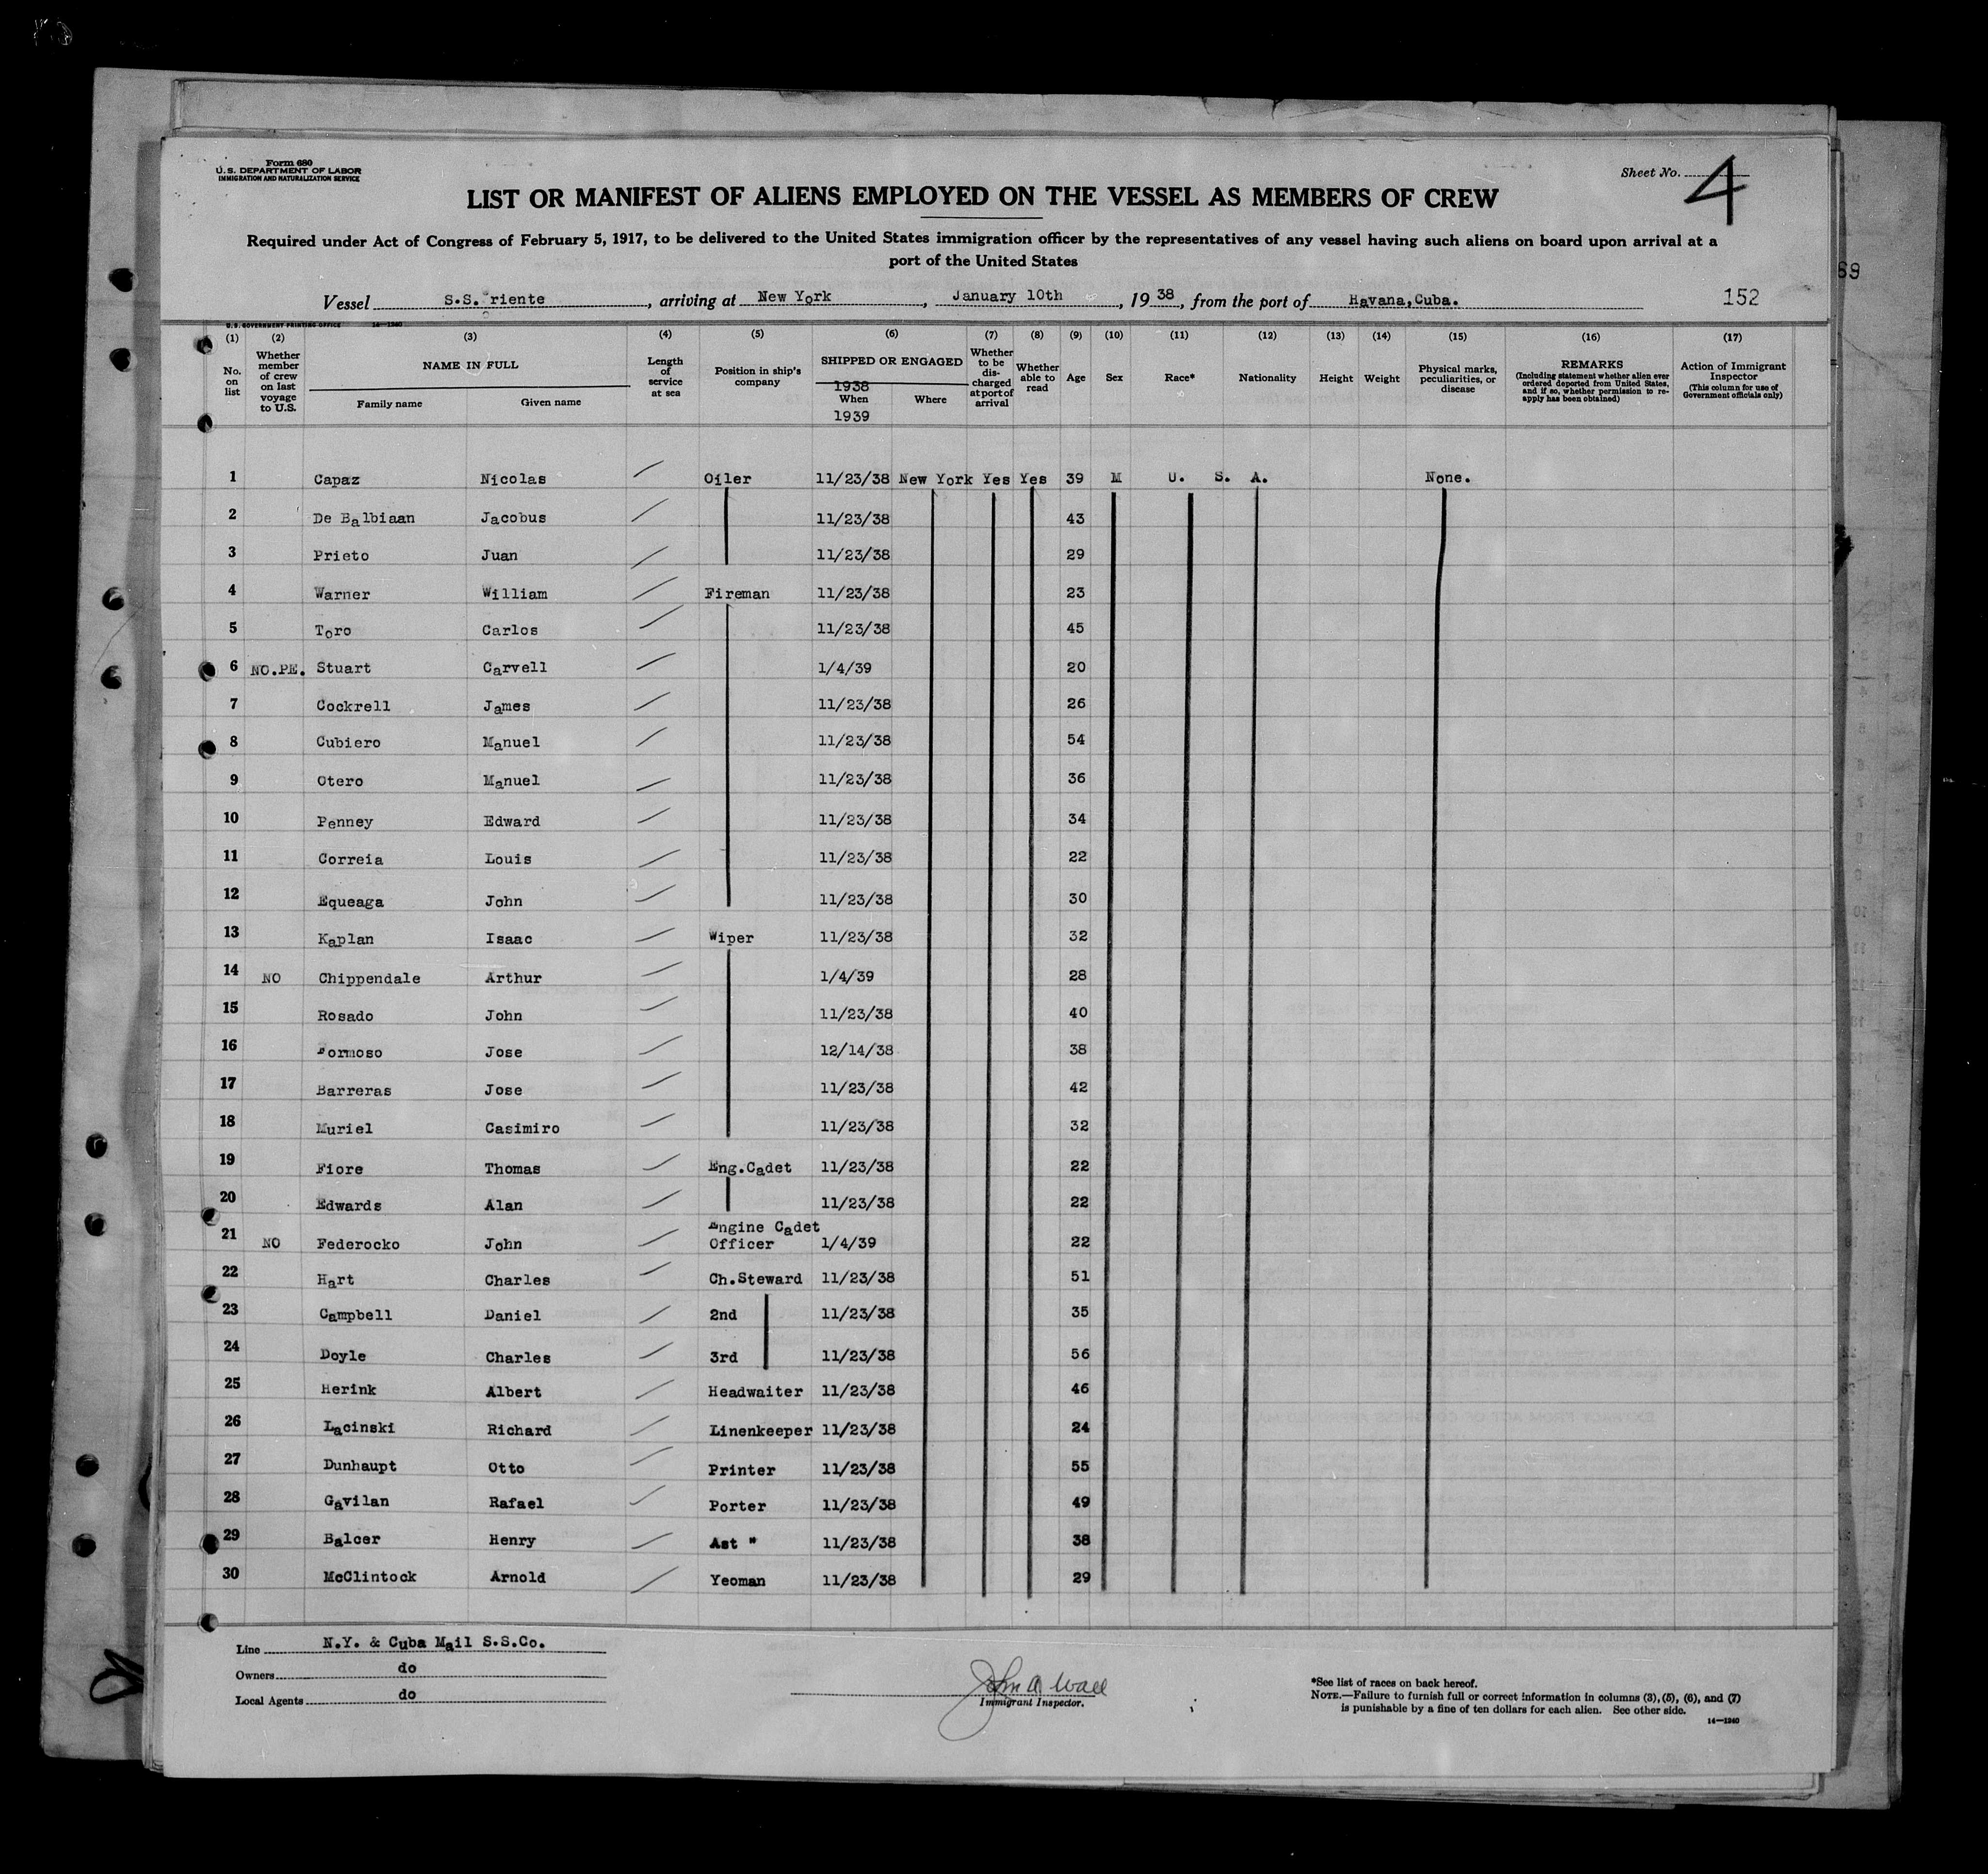 Form 680
U. S. DEPARTMENT OF LABOR
IMMIGRATION AND NATURALIZATION SERVICE
Sheet No. 4
LIST OR MANIFEST OF ALIENS EMPLOYED ON THE VESSEL AS MEMBERS OF CREW
Required under Act of Congress of February 5, 1917, to be delivered to the United States immigration officer by the representatives of any vessel having such aliens on board upon arrival at a
port of the United States
Vessel S.S. riente, arriving at New York, January 10th, 1938, from the port of Havana,Cuba. 152
U. S. GOVERNMENT PRINTING OFFICE 14—1240
(1) No. on list
(2) Whether member of crew on last voyage to U.S.
(3) NAME IN FULL Family name Given name
(4) Length of service at sea
(5) Position in ship's company
(6) SHIPPED OR ENGAGED 1938 When 1939 Where
(7) Whether to be discharged at port of arrival
(8) Whether able to read
(9) Age
(10) Sex
(11) Race*
(12) Nationality
(13) Height
(14) Weight
(15) Physical marks, peculiarities, or disease
(16) REMARKS (Including statement whether alien ever ordered deported from United States, and if so, whether permission to reapply has been obtained)
(17) Action of Immigrant Inspector (This column for use of Government officials only)
1 Capaz Nicolas Oiler 11/23/38 New York Yes Yes 39 M U. S. A. None.
2 De Balbiaan Jacobus 11/23/38 43
3 Prieto Juan 11/23/38 29
4 Warner William Fireman 11/23/38 23
5 Toro Carlos 11/23/38 45
6 NO.PE. Stuart Carvell 1/4/39 20
7 Cockrell James 11/23/38 26
8 Cubiero Manuel 11/23/38 54
9 Otero Manuel 11/23/38 36
10 Penney Edward 11/23/38 34
11 Correia Louis 11/23/38 22
12 Equeaga John 11/23/38 30
13 Kaplan Isaac Wiper 11/23/38 32
14 NO Chippendale Arthur 1/4/39 28
15 Rosado John 11/23/38 40
16 Formoso Jose 12/14/38 38
17 Barreras Jose 11/23/38 42
18 Muriel Casimiro 11/23/38 32
19 Fiore Thomas Eng.Cadet 11/23/38 22
20 Edwards Alan 11/23/38 22
21 NO Federocko John Engine Cadet Officer 1/4/39 22
22 Hart Charles Ch.Steward 11/23/38 51
23 Campbell Daniel 2nd 11/23/38 35
24 Doyle Charles 3rd 11/23/38 56
25 Herink Albert Headwaiter 11/23/38 46
26 Lacinski Richard Linenkeeper 11/23/38 24
27 Dunhaupt Otto Printer 11/23/38 55
28 Gavilan Rafael Porter 11/23/38 49
29 Balcer Henry Ast " 11/23/38 38
30 McClintock Arnold Yeoman 11/23/38 29
Line N.Y. & Cuba Mail S.S.Co.
Owners do
Local Agents do
John A Wall
Immigrant Inspector.
*See list of races on back hereof.
NOTE.—Failure to furnish full or correct information in columns (3), (5), (6), and (7)
is punishable by a fine of ten dollars for each alien. See other side.
14—1240